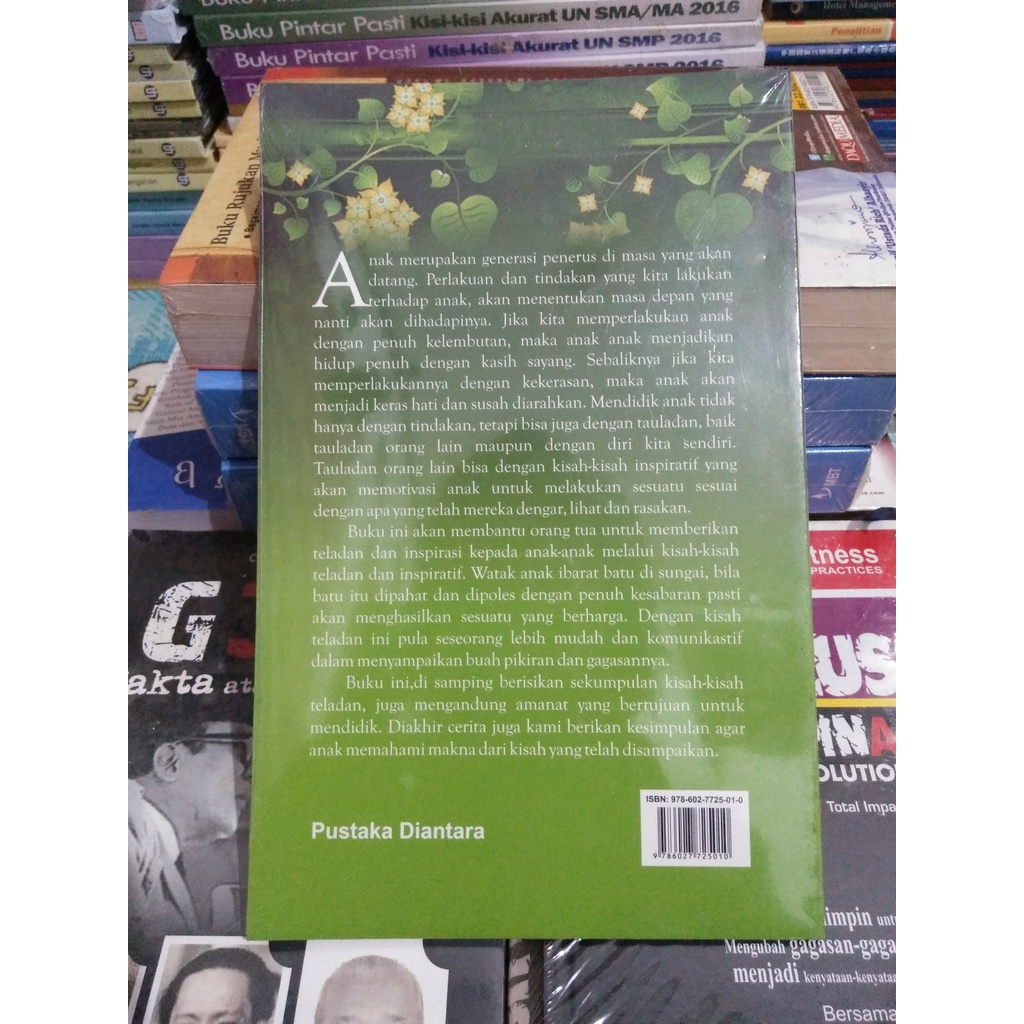 Buku Pintar Pasti Kisi-kisi Akurat UN SMA/MA 2016
Buku Pintar Pasti Kisi-kisi Akurat UN SMP 2016
Buku Rujukan
DAQU MEDIA
Anak merupakan generasi penerus di masa yang akan
datang. Perlakuan dan tindakan yang kita lakukan
terhadap anak, akan menentukan masa depan yang
nanti akan dihadapinya. Jika kita memperlakukan anak
dengan penuh kelembutan, maka anak anak menjadikan
hidup penuh dengan kasih sayang. Sebaliknya jika kita
memperlakukannya dengan kekerasan, maka anak akan
menjadi keras hati dan susah diarahkan. Mendidik anak tidak
hanya dengan tindakan, tetapi bisa juga dengan tauladan, baik
tauladan orang lain maupun dengan diri kita sendiri.
Tauladan orang lain bisa dengan kisah-kisah inspiratif yang
akan memotivasi anak untuk melakukan sesuatu sesuai
dengan apa yang telah mereka dengar, lihat dan rasakan.
Buku ini akan membantu orang tua untuk memberikan
teladan dan inspirasi kepada anak-anak melalui kisah-kisah
teladan dan inspiratif. Watak anak ibarat batu di sungai, bila
batu itu dipahat dan dipoles dengan penuh kesabaran pasti
akan menghasilkan sesuatu yang berharga. Dengan kisah
teladan ini pula seseorang lebih mudah dan komunikastif
dalam menyampaikan buah pikiran dan gagasannya.
Buku ini,di samping berisikan sekumpulan kisah-kisah
teladan, juga mengandung amanat yang bertujuan untuk
mendidik. Diakhir cerita juga kami berikan kesimpulan agar
anak memahami makna dari kisah yang telah disampaikan.
Pustaka Diantara
ISBN: 978-602-7725-01-0
9 786027 725010
MBT
tness
PRACTICES
US
INA
OLUTIO
Total Impa
impin untu
Mengubah gagasan-gaga
menjadi kenyataan-kenyataa
Bersama
G
akta ata